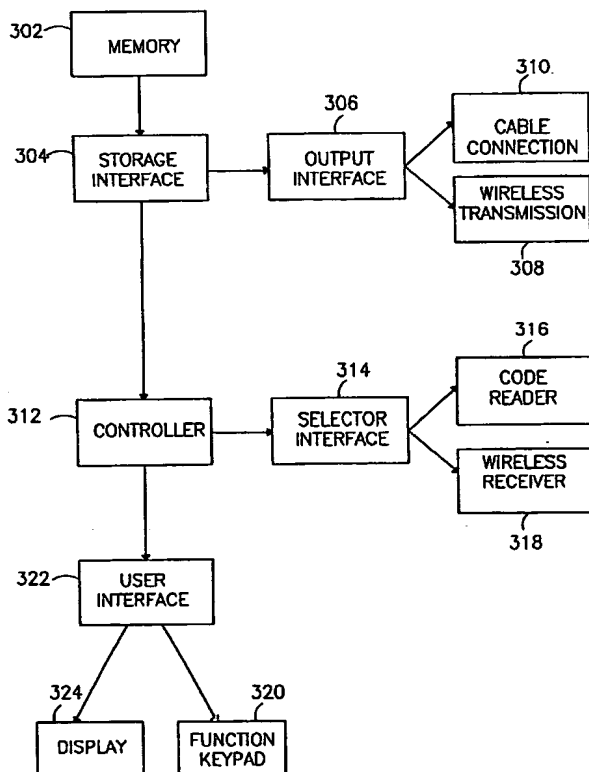 302
MEMORY
310
306
304
STORAGE
INTERFACE
OUTPUT
INTERFACE
CABLE
CONNECTION
WIRELESS
TRANSMISSION
308
316
314
312
CONTROLLER
SELECTOR
INTERFACE
CODE
READER
WIRELESS
RECEIVER
318
322
USER
INTERFACE
324
320
DISPLAY
FUNCTION
KEYPAD